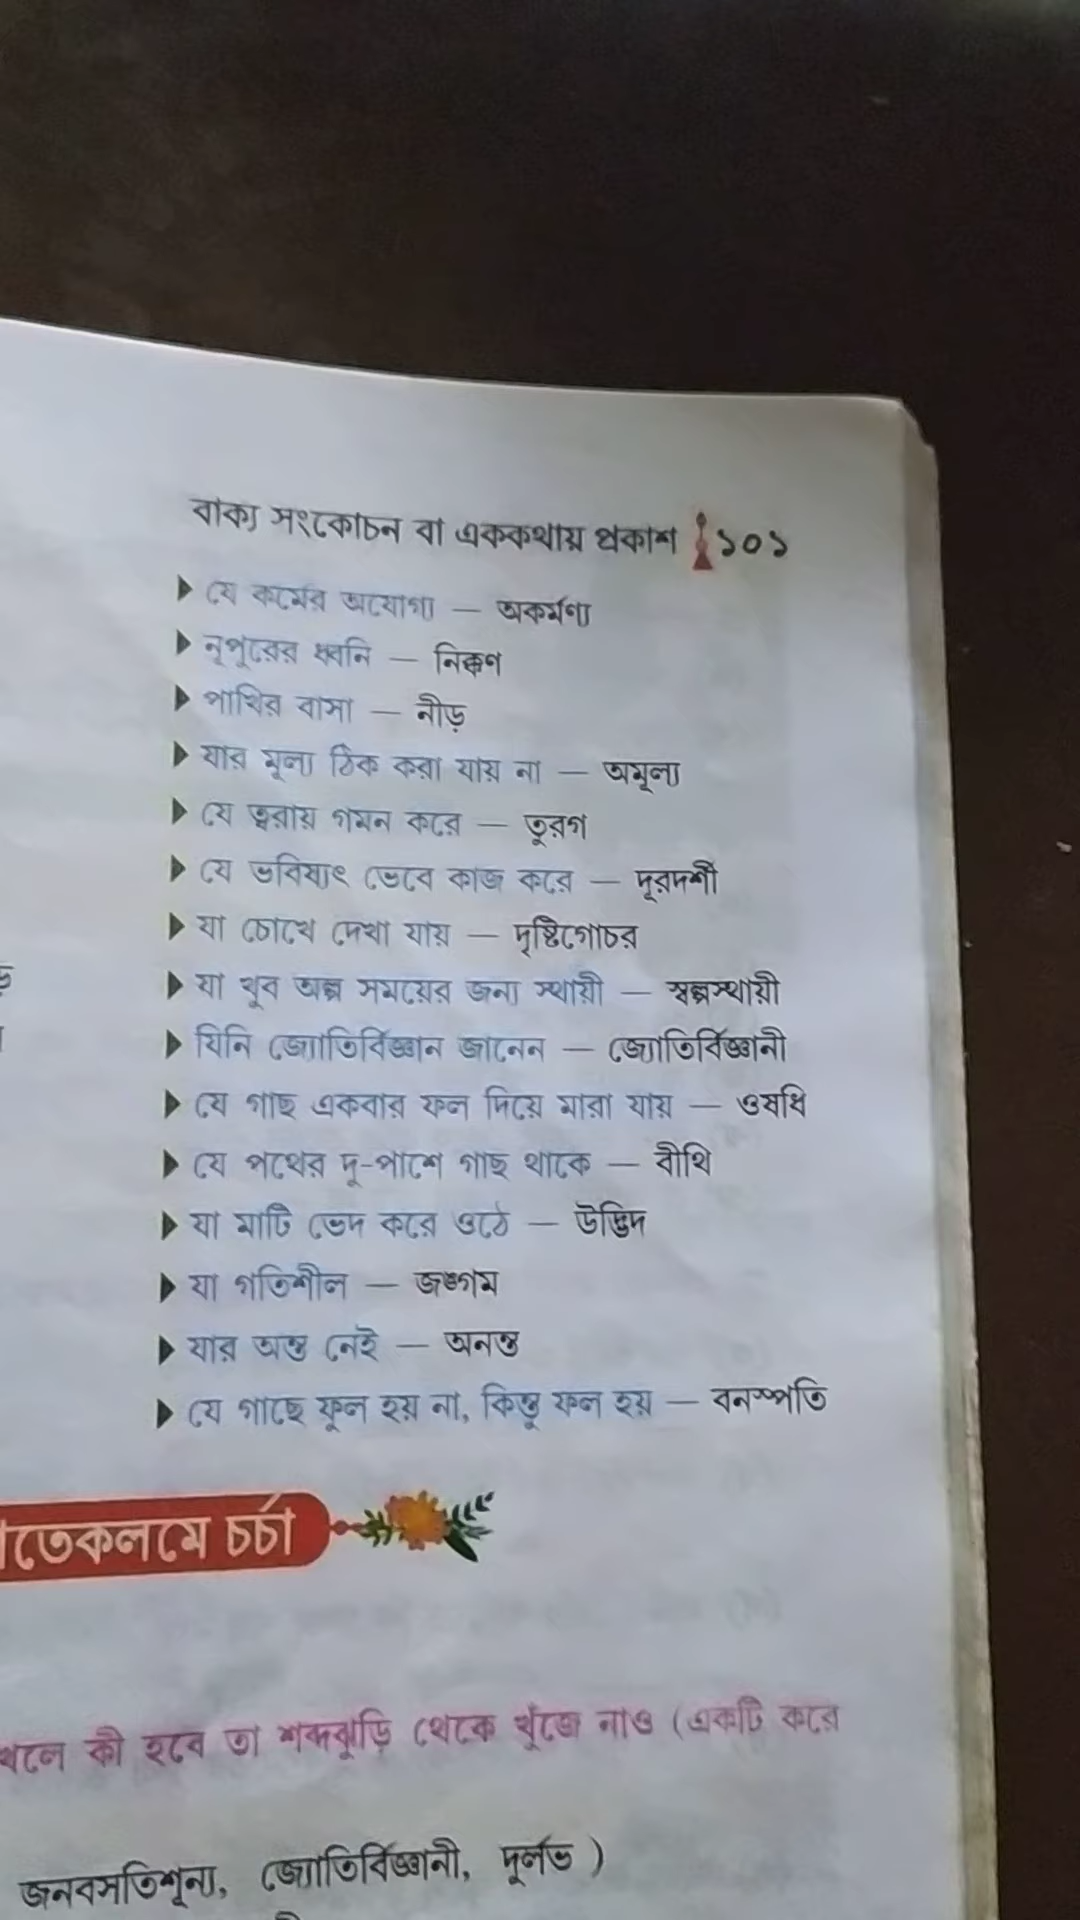 বাক্য সংকোচন বা এককথায় প্রকাশ ১০১
যে কর্মের অযোগ্য — অকর্মণ্য
নূপুরের ধ্বনি — নিক্কণ
পাখির বাসা — নীড়
যার মূল্য ঠিক করা যায় না — অমূল্য
যে ত্বরায় গমন করে — তুরগ
যে ভবিষ্যৎ ভেবে কাজ করে — দূরদর্শী
যা চোখে দেখা যায় — দৃষ্টিগোচর
যা খুব অল্প সময়ের জন্য স্থায়ী — স্বল্পস্থায়ী
যিনি জ্যোতির্বিজ্ঞান জানেন — জ্যোতির্বিজ্ঞানী
যে গাছ একবার ফল দিয়ে মারা যায় — ওষধি
যে পথের দু-পাশে গাছ থাকে — বীথি
যা মাটি ভেদ করে ওঠে — উদ্ভিদ
যা গতিশীল — জঙ্গম
যার অন্ত নেই — অনন্ত
যে গাছে ফুল হয় না, কিন্তু ফল হয় — বনস্পতি
তেকলমে চর্চা
কী হবে তা শব্দঝুড়ি থেকে খুঁজে নাও (একটি করে
জনবসতিশূন্য, জ্যোতির্বিজ্ঞানী, দুর্লভ )